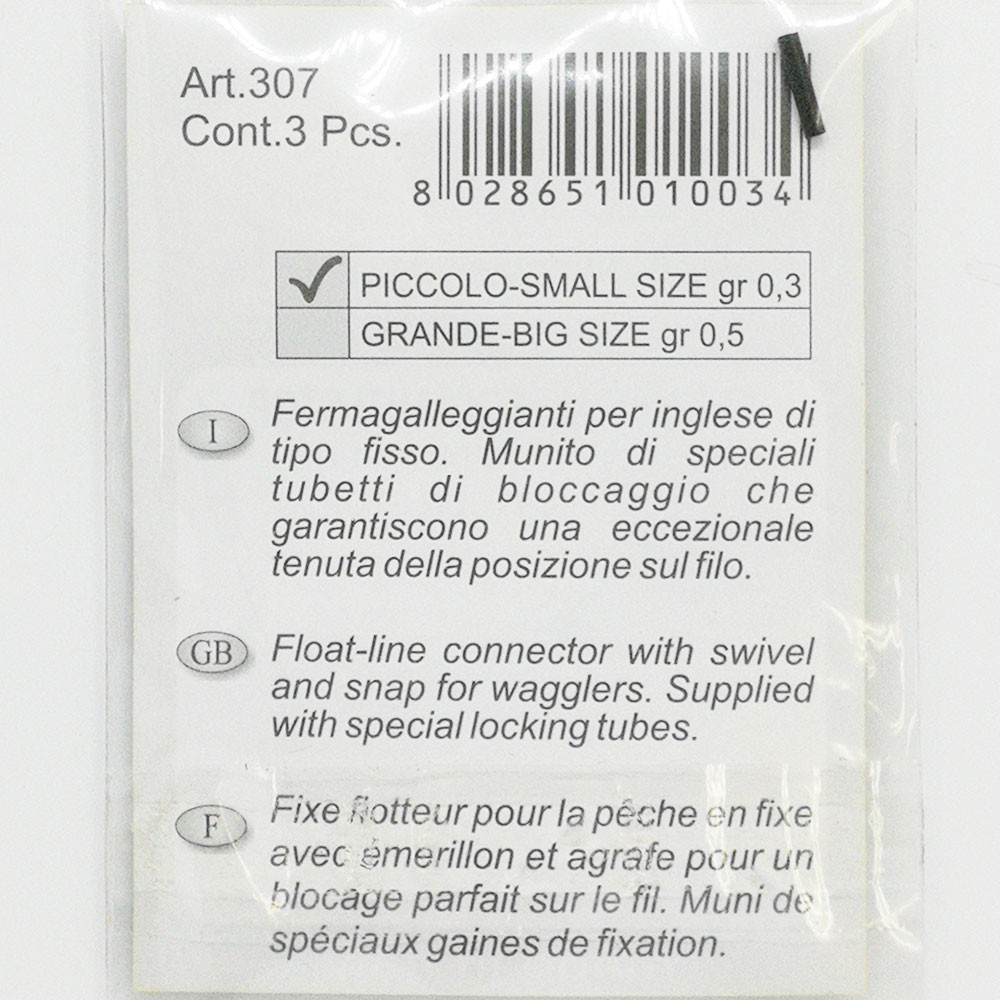 Art.307
Cont.3 Pcs.
8 028651 010034
PICCOLO-SMALL SIZE gr 0,3
GRANDE-BIG SIZE gr 0,5
I
Fermagalleggianti per inglese di
tipo fisso. Munito di speciali
tubetti di bloccaggio che
garantiscono una eccezionale
tenuta della posizione sul filo.
GB
Float-line connector with swivel
and snap for wagglers. Supplied
with special locking tubes.
F
Fixe flotteur pour la pêche en fixe
avec émerillon et agrafe pour un
blocage parfait sur le fil. Muni de
spéciaux gaines de fixation.